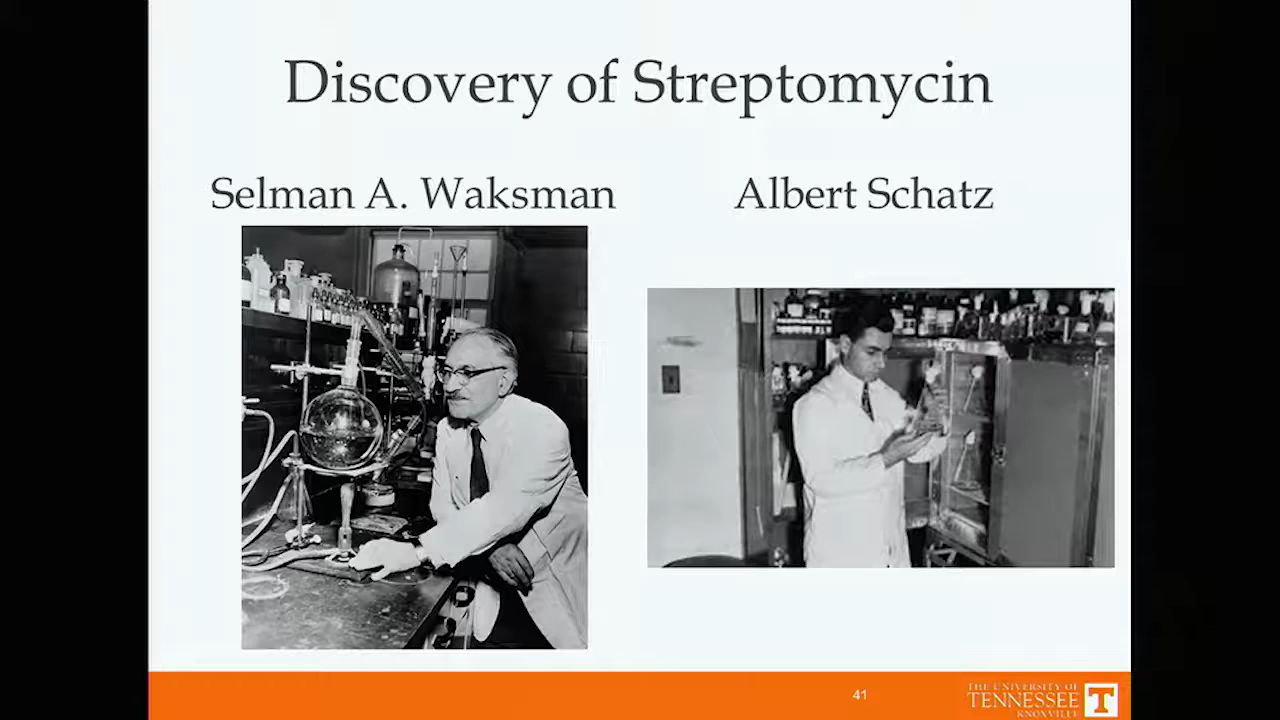 Discovery of Streptomycin
Selman A. Waksman
Albert Schatz
41
THE UNIVERSITY OF
TENNESSEE
KNOXVILLE
T